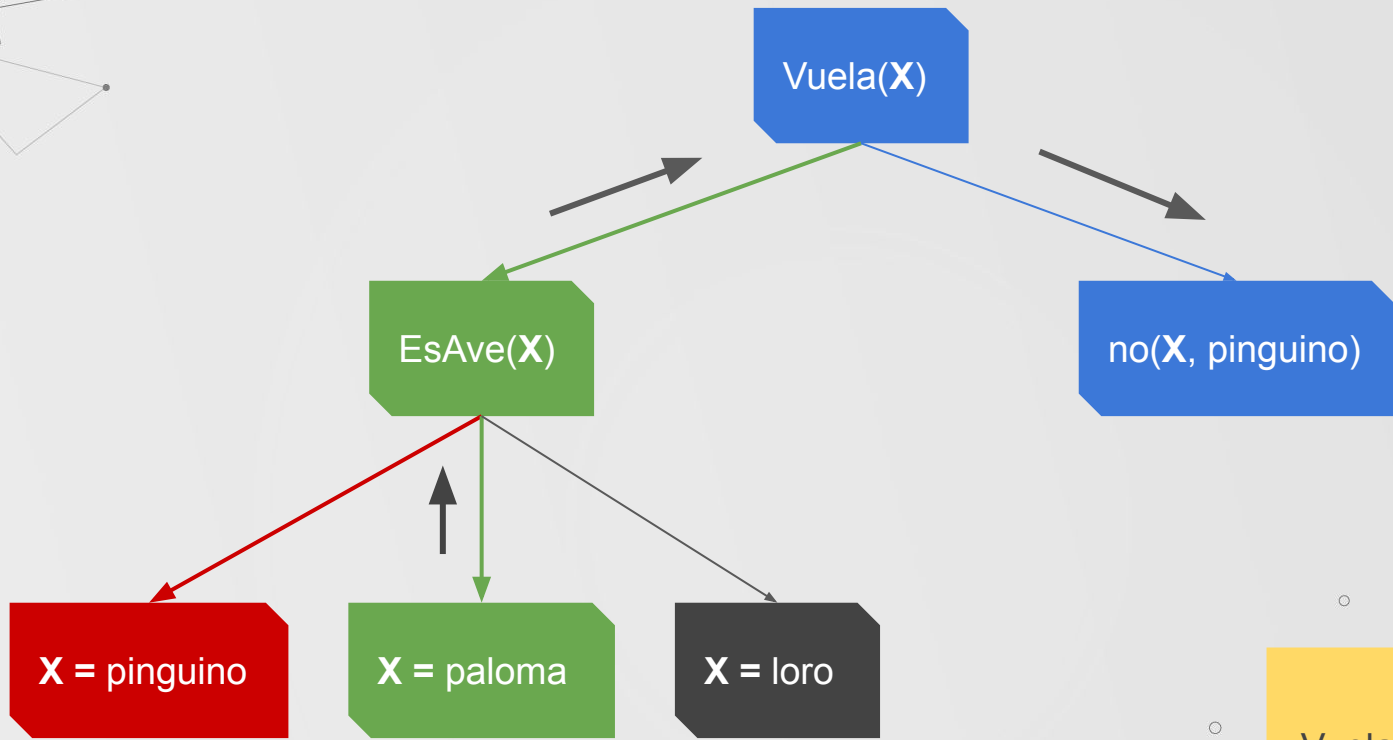 Vuela(X)
EsAve(X)
no(X, pinguino)
X = pinguino
X = paloma
X = loro